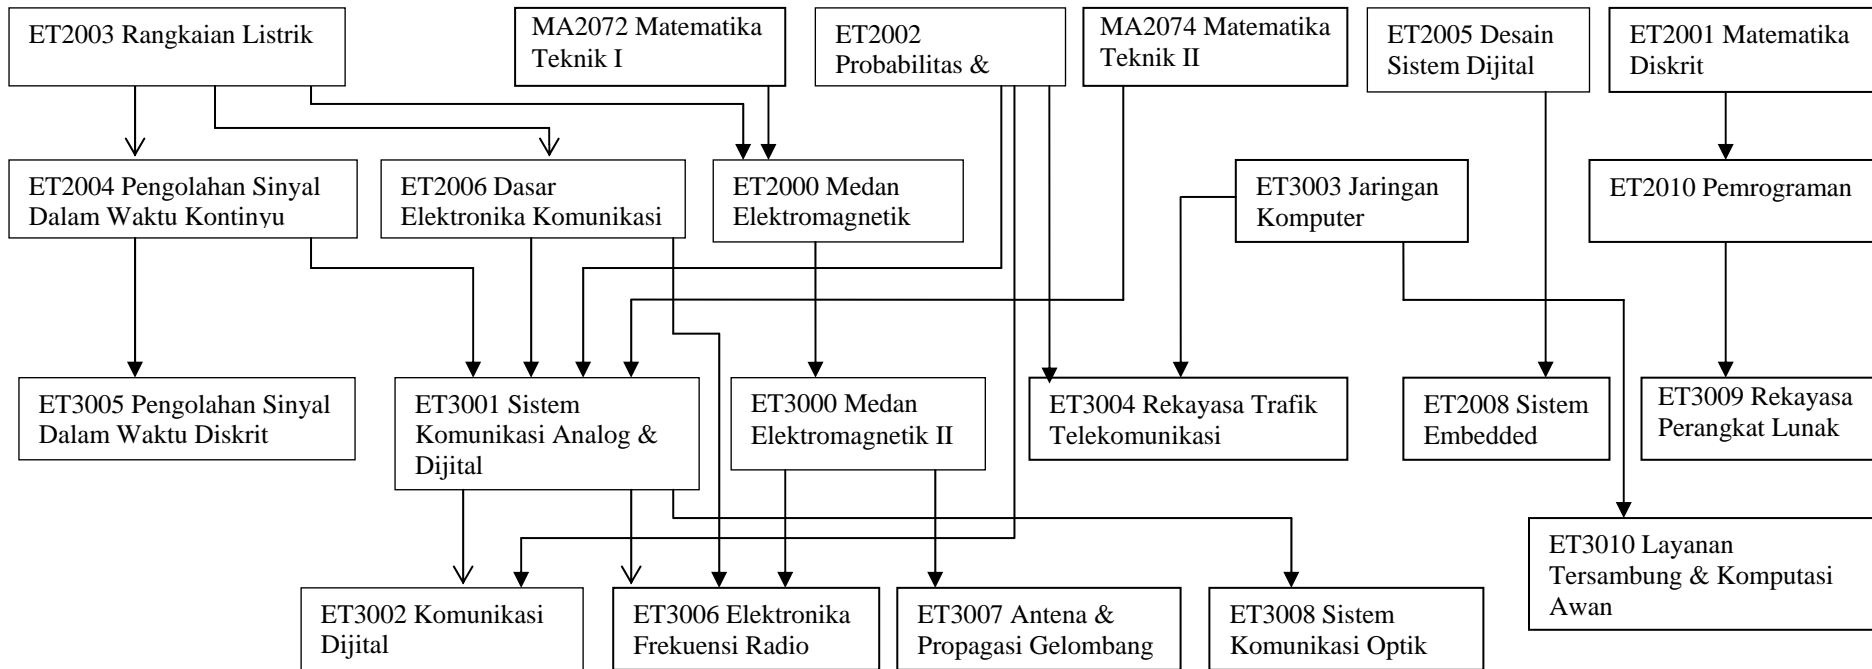 ET2003 Rangkaian Listrik
MA2072 Matematika
Teknik I
ET2002
Probabilitas &
MA2074 Matematika
Teknik II
ET2005 Desain
Sistem Dijital
ET2001 Matematika
Diskrit
ET2004 Pengolahan Sinyal
Dalam Waktu Kontinyu
ET2006 Dasar
Elektronika Komunikasi
ET2000 Medan
Elektromagnetik
ET3003 Jaringan
Komputer
ET2010 Pemrograman
ET3005 Pengolahan Sinyal
Dalam Waktu Diskrit
ET3001 Sistem
Komunikasi Analog &
Dijital
ET3000 Medan
Elektromagnetik II
ET3004 Rekayasa Trafik
Telekomunikasi
ET2008 Sistem
Embedded
ET3009 Rekayasa
Perangkat Lunak
ET3010 Layanan
Tersambung & Komputasi
Awan
ET3002 Komunikasi
Dijital
ET3006 Elektronika
Frekuensi Radio
ET3007 Antena &
Propagasi Gelombang
ET3008 Sistem
Komunikasi Optik